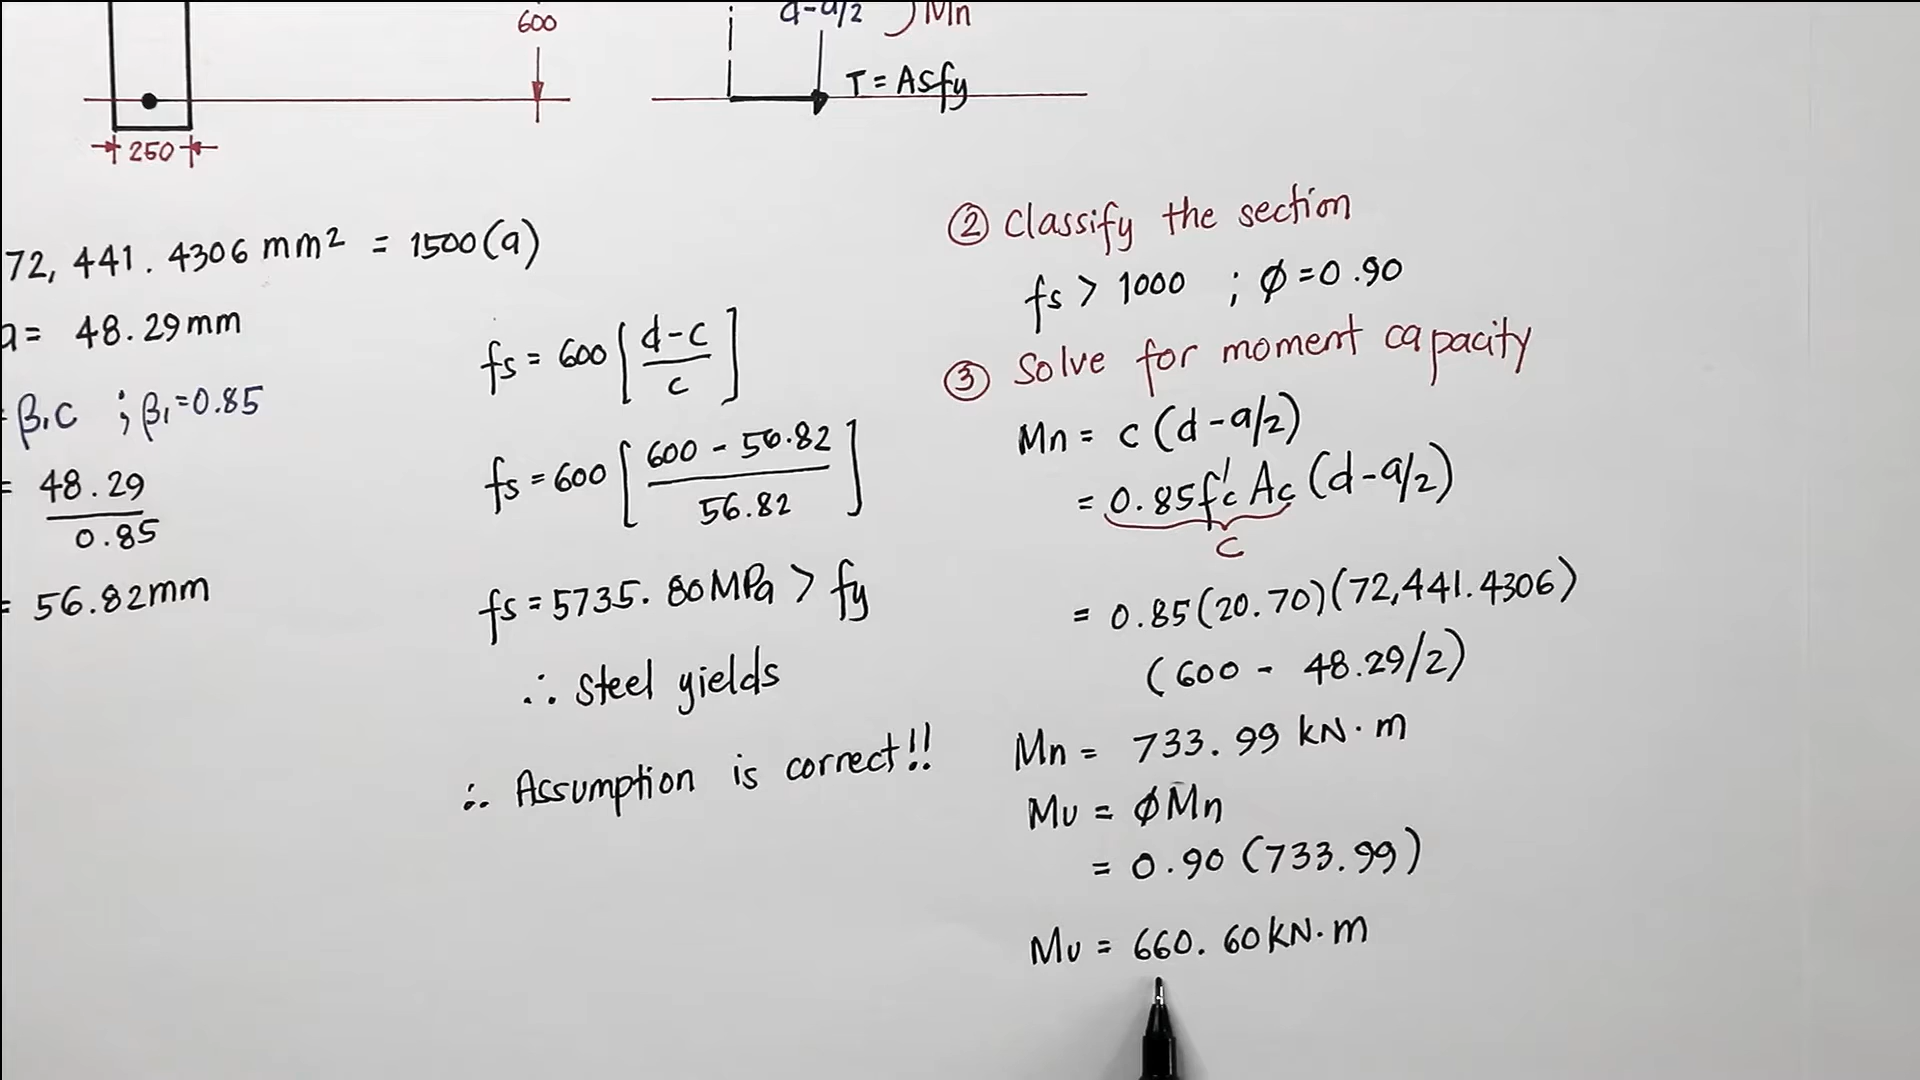 600
d-a/2 ) Mn
T = Asfy
250
72,441.4306 mm² = 1500(a)
a = 48.29mm
= β₁c ; β₁=0.85
= 48.29
0.85
= 56.82mm
fs = 600 [ d-c
c ]
fs = 600 [ 600 - 56.82
56.82 ]
fs = 5735.80MPa > fy
∴ steel yields
∴ Assumption is correct!!
② Classify the section
fs > 1000 ; φ = 0.90
③ Solve for moment capacity
Mn = c (d - a/2)
= 0.85f'c Ac (d - a/2)
C
= 0.85(20.70)(72,441.4306)
(600 - 48.29/2)
Mn = 733.99 kN·m
Mu = φMn
= 0.90 (733.99)
Mu = 660.60kN·m